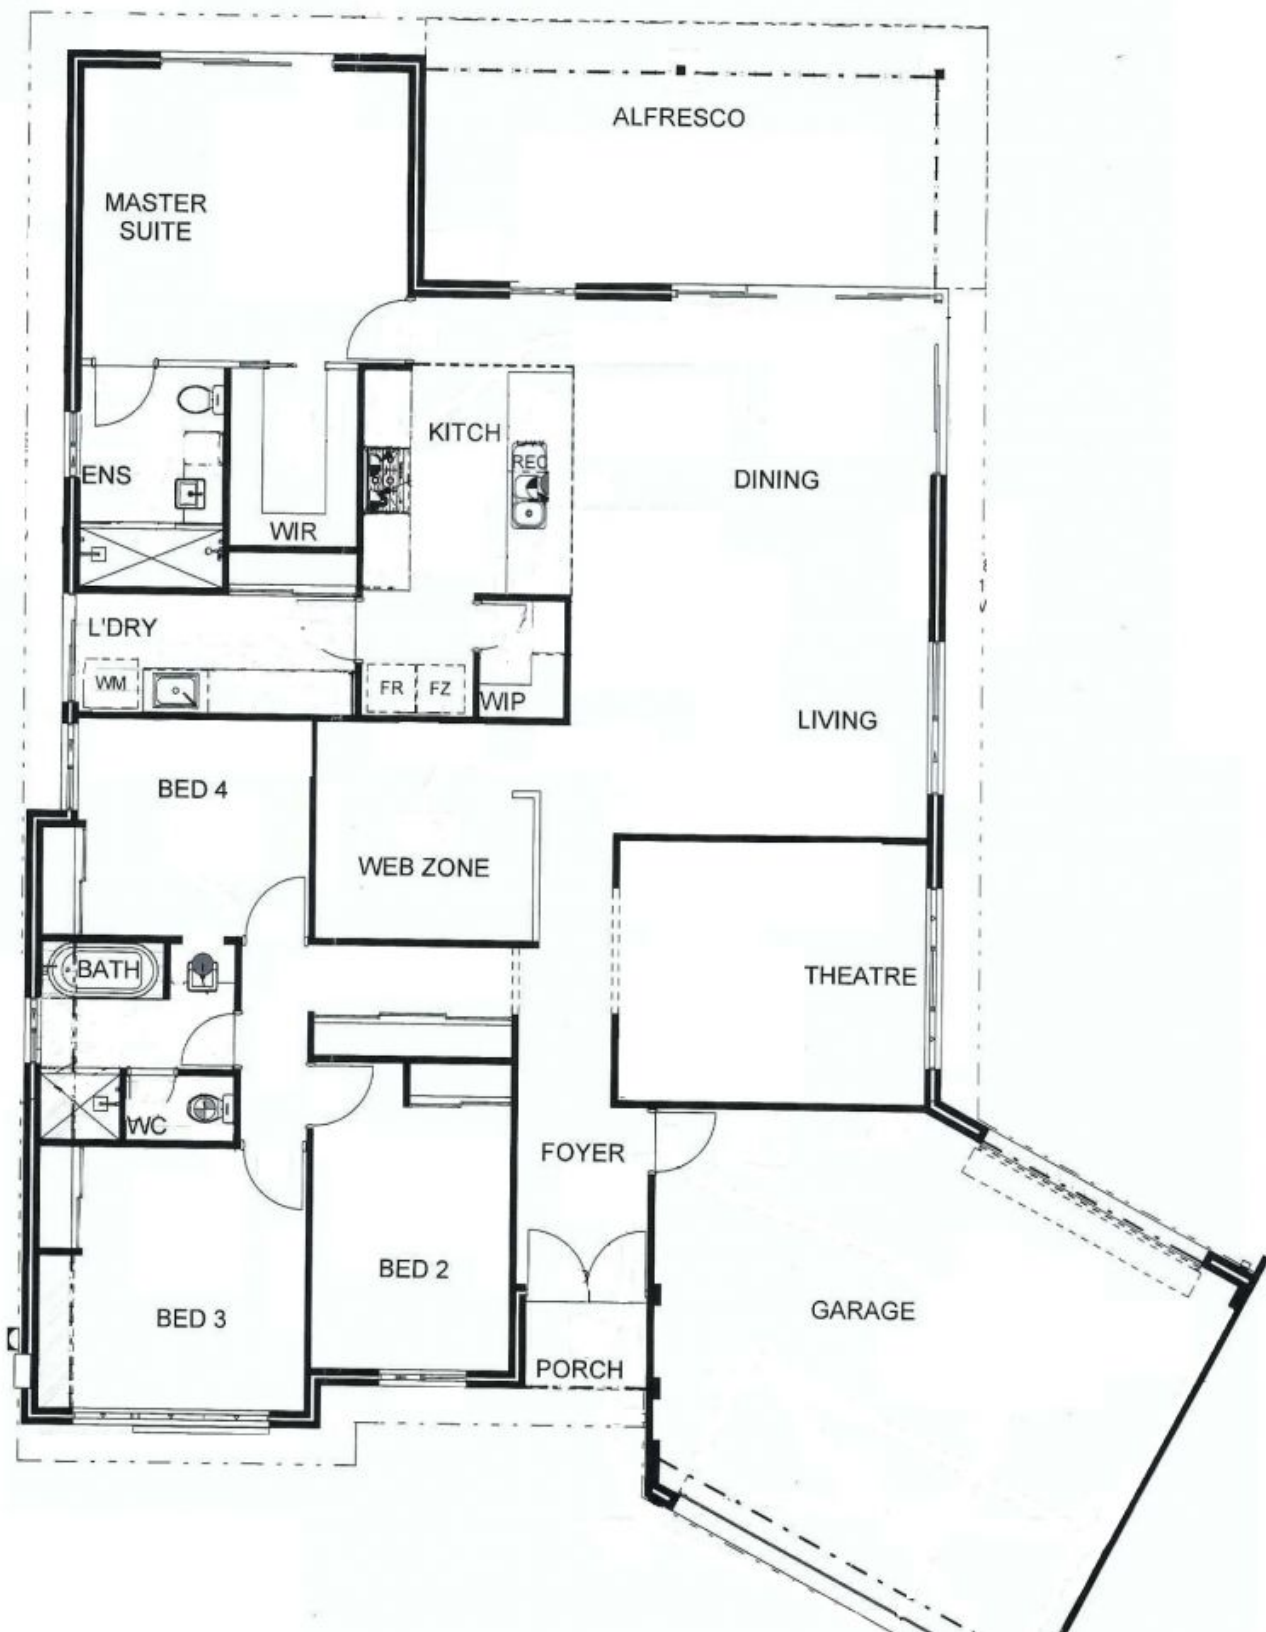 ALFRESCO
MASTER
SUITE
KITCH
REC
DINING
ENS
WIR
L'DRY
WM
FR
FZ
WIP
LIVING
BED 4
WEB ZONE
BATH
THEATRE
WC
FOYER
BED 2
BED 3
GARAGE
PORCH